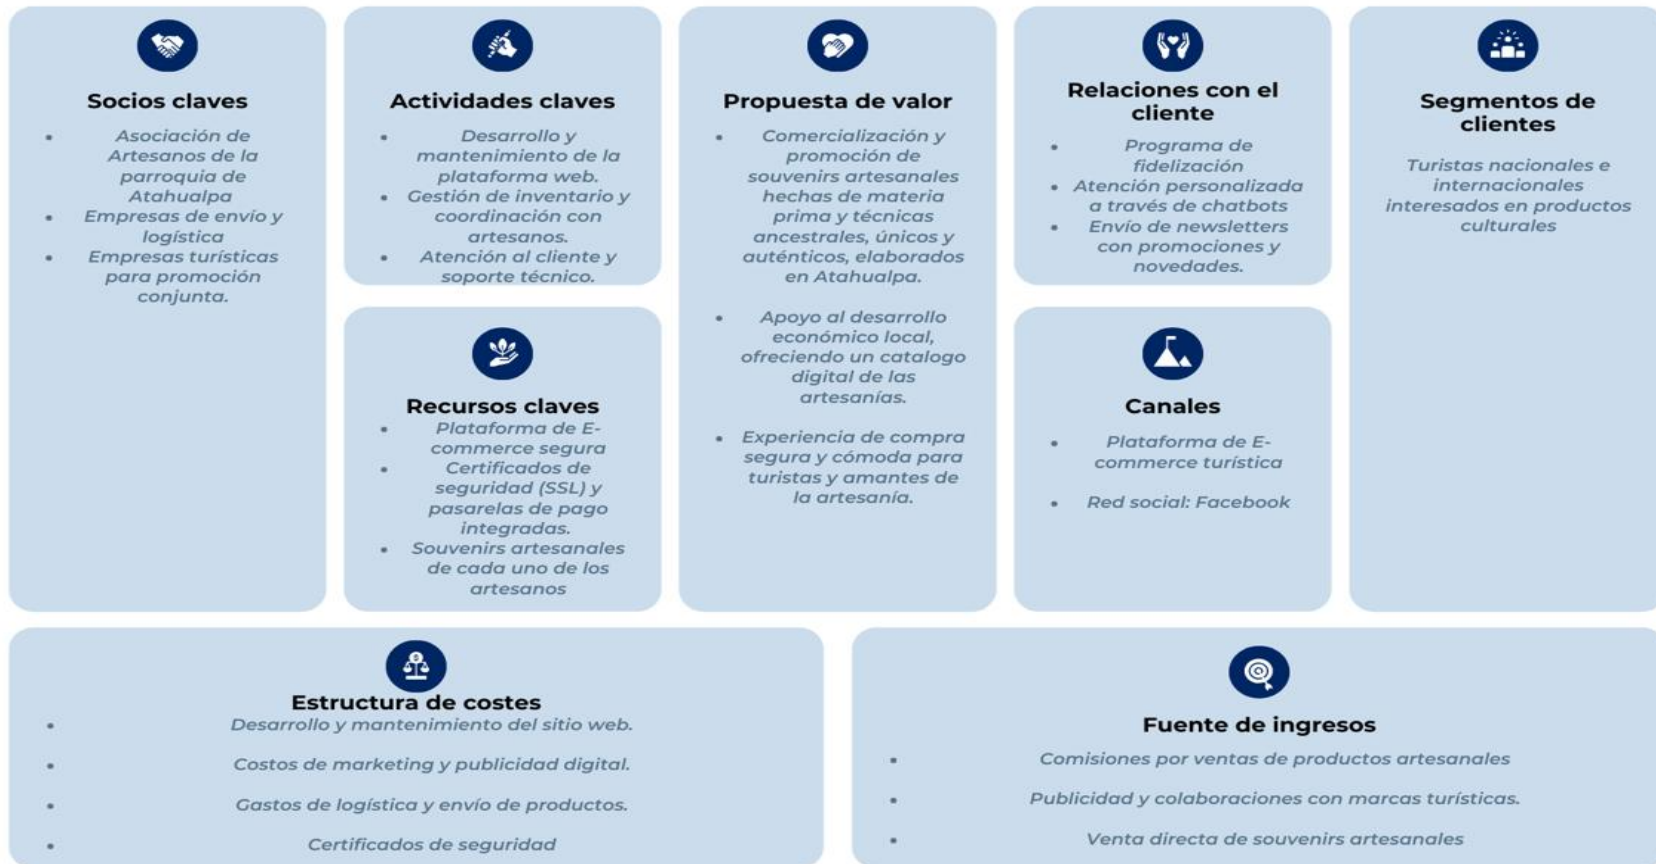 Socios claves
• Asociación de
Artesanos de la
parroquia de
Atahualpa
• Empresas de envío y
logística
• Empresas turísticas
para promoción
conjunta.
Actividades claves
• Desarrollo y
mantenimiento de la
plataforma web.
• Gestión de inventario y
coordinación con
artesanos.
• Atención al cliente y
soporte técnico.
Recursos claves
• Plataforma de E-
commerce segura
• Certificados de
seguridad (SSL) y
pasarelas de pago
integradas.
• Souvenirs artesanales
de cada uno de los
artesanos
Propuesta de valor
• Comercialización y
promoción de
souvenirs artesanales
hechas de materia
prima y técnicas
ancestrales, únicos y
auténticos, elaborados
en Atahualpa.
• Apoyo al desarrollo
económico local,
ofreciendo un catalogo
digital de las
artesanías.
• Experiencia de compra
segura y cómoda para
turistas y amantes de
la artesanía.
Relaciones con el
cliente
• Programa de
fidelización
• Atención personalizada
a través de chatbots
• Envío de newsletters
con promociones y
novedades.
Canales
• Plataforma de E-
commerce turística
• Red social: Facebook
Segmentos de
clientes
Turistas nacionales e
internacionales
interesados en productos
culturales
Estructura de costes
• Desarrollo y mantenimiento del sitio web.
• Costos de marketing y publicidad digital.
• Gastos de logística y envío de productos.
• Certificados de seguridad
Fuente de ingresos
• Comisiones por ventas de productos artesanales
• Publicidad y colaboraciones con marcas turísticas.
• Venta directa de souvenirs artesanales